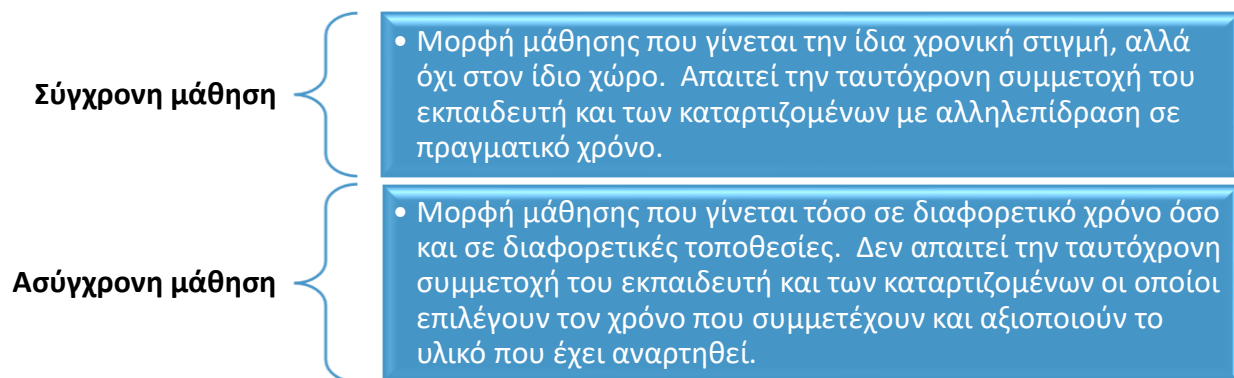 Σύγχρονη μάθηση
• Μορφή μάθησης που γίνεται την ίδια χρονική στιγμή, αλλά
όχι στον ίδιο χώρο.  Απαιτεί την ταυτόχρονη συμμετοχή του
εκπαιδευτή και των καταρτιζομένων με αλληλεπίδραση σε
πραγματικό χρόνο.
Ασύγχρονη μάθηση
• Μορφή μάθησης που γίνεται τόσο σε διαφορετικό χρόνο όσο
και σε διαφορετικές τοποθεσίες.  Δεν απαιτεί την ταυτόχρονη
συμμετοχή του εκπαιδευτή και των καταρτιζομένων οι οποίοι
επιλέγουν τον χρόνο που συμμετέχουν και αξιοποιούν το
υλικό που έχει αναρτηθεί.